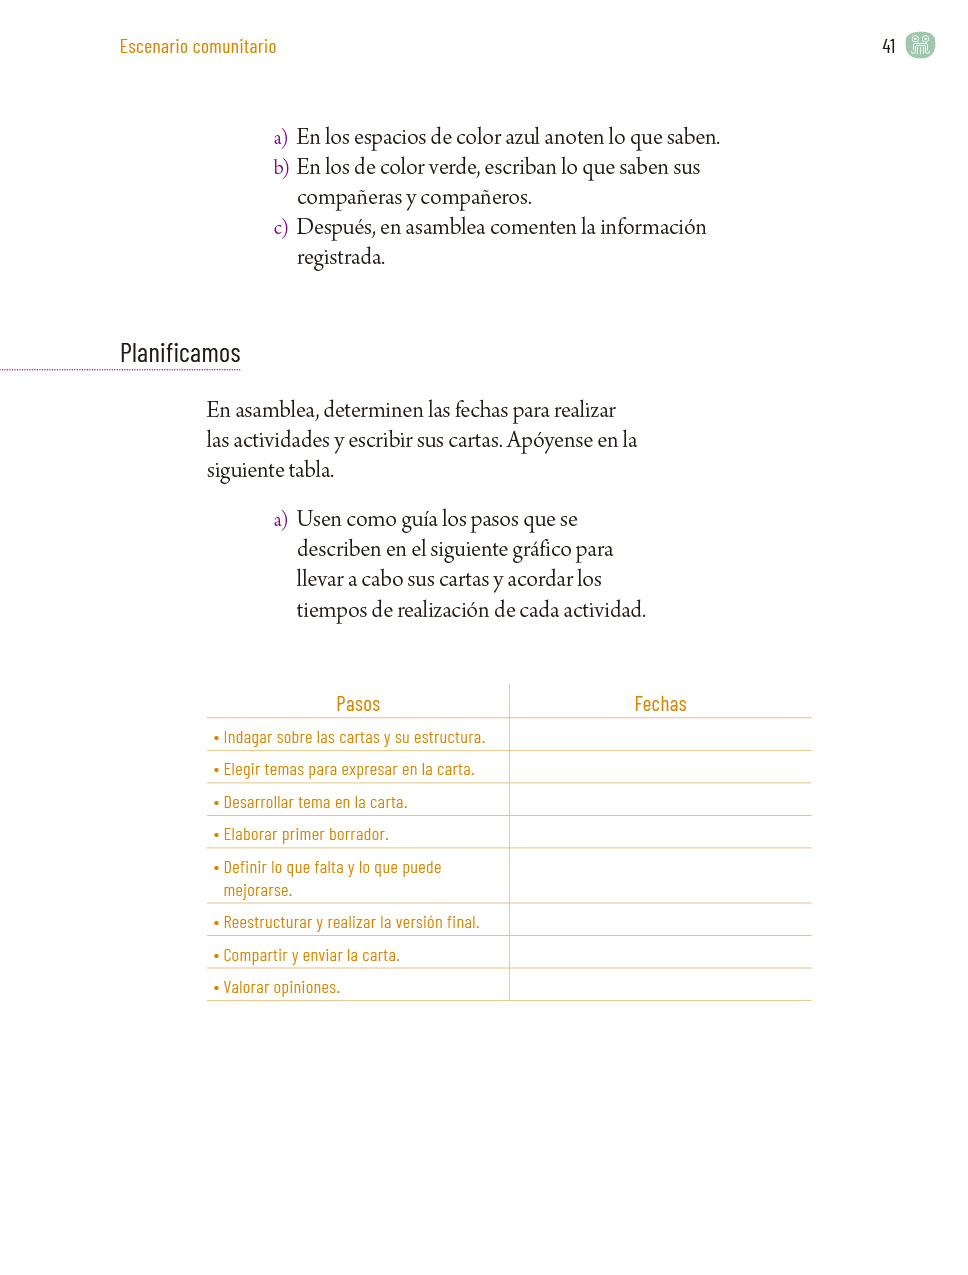 Escenario comunitario
41
a) En los espacios de color azul anoten lo que saben.
b) En los de color verde, escriban lo que saben sus
compañeras y compañeros.
c) Después, en asamblea comenten la información
registrada.
Planificamos
En asamblea, determinen las fechas para realizar
las actividades y escribir sus cartas. Apóyense en la
siguiente tabla.
a) Usen como guía los pasos que se
describen en el siguiente gráfico para
llevar a cabo sus cartas y acordar los
tiempos de realización de cada actividad.
Pasos
Fechas
• Indagar sobre las cartas y su estructura.
• Elegir temas para expresar en la carta.
• Desarrollar tema en la carta.
• Elaborar primer borrador.
• Definir lo que falta y lo que puede
mejorarse.
• Reestructurar y realizar la versión final.
• Compartir y enviar la carta.
• Valorar opiniones.